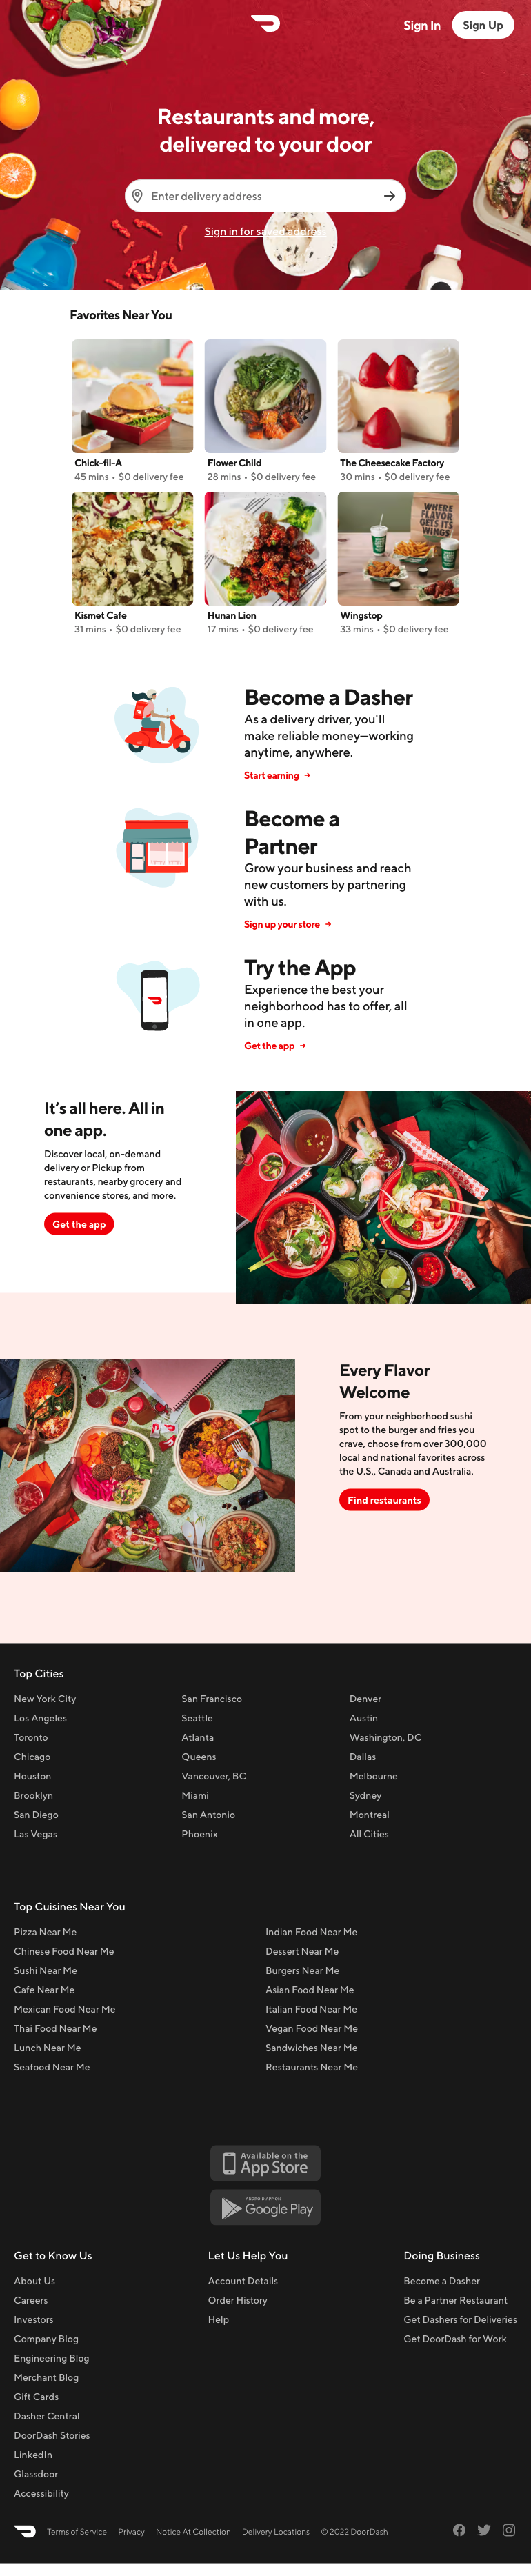 Sign In
Sign Up
Restaurants and more,
delivered to your door
Enter delivery address
Sign in for saved address
Favorites Near You
Chick-fil-A
45 mins • $0 delivery fee
Flower Child
28 mins • $0 delivery fee
The Cheesecake Factory
30 mins • $0 delivery fee
WHERE
FLAVOR
GETS ITS
WINGS
Kismet Cafe
31 mins • $0 delivery fee
Hunan Lion
17 mins • $0 delivery fee
Wingstop
33 mins • $0 delivery fee
Become a Dasher
As a delivery driver, you'll
make reliable money—working
anytime, anywhere.
Start earning →
Become a
Partner
Grow your business and reach
new customers by partnering
with us.
Sign up your store →
Try the App
Experience the best your
neighborhood has to offer, all
in one app.
Get the app →
It’s all here. All in
one app.
Discover local, on-demand
delivery or Pickup from
restaurants, nearby grocery and
convenience stores, and more.
Get the app
Every Flavor
Welcome
From your neighborhood sushi
spot to the burger and fries you
crave, choose from over 300,000
local and national favorites across
the U.S., Canada and Australia.
Find restaurants
Top Cities
New York City
Los Angeles
Toronto
Chicago
Houston
Brooklyn
San Diego
Las Vegas
San Francisco
Seattle
Atlanta
Queens
Vancouver, BC
Miami
San Antonio
Phoenix
Denver
Austin
Washington, DC
Dallas
Melbourne
Sydney
Montreal
All Cities
Top Cuisines Near You
Pizza Near Me
Chinese Food Near Me
Sushi Near Me
Cafe Near Me
Mexican Food Near Me
Thai Food Near Me
Lunch Near Me
Seafood Near Me
Indian Food Near Me
Dessert Near Me
Burgers Near Me
Asian Food Near Me
Italian Food Near Me
Vegan Food Near Me
Sandwiches Near Me
Restaurants Near Me
Available on the
App Store
ANDROID APP ON
Google Play
Get to Know Us
About Us
Careers
Investors
Company Blog
Engineering Blog
Merchant Blog
Gift Cards
Dasher Central
DoorDash Stories
LinkedIn
Glassdoor
Accessibility
Let Us Help You
Account Details
Order History
Help
Doing Business
Become a Dasher
Be a Partner Restaurant
Get Dashers for Deliveries
Get DoorDash for Work
Terms of Service
Privacy
Notice At Collection
Delivery Locations
© 2022 DoorDash